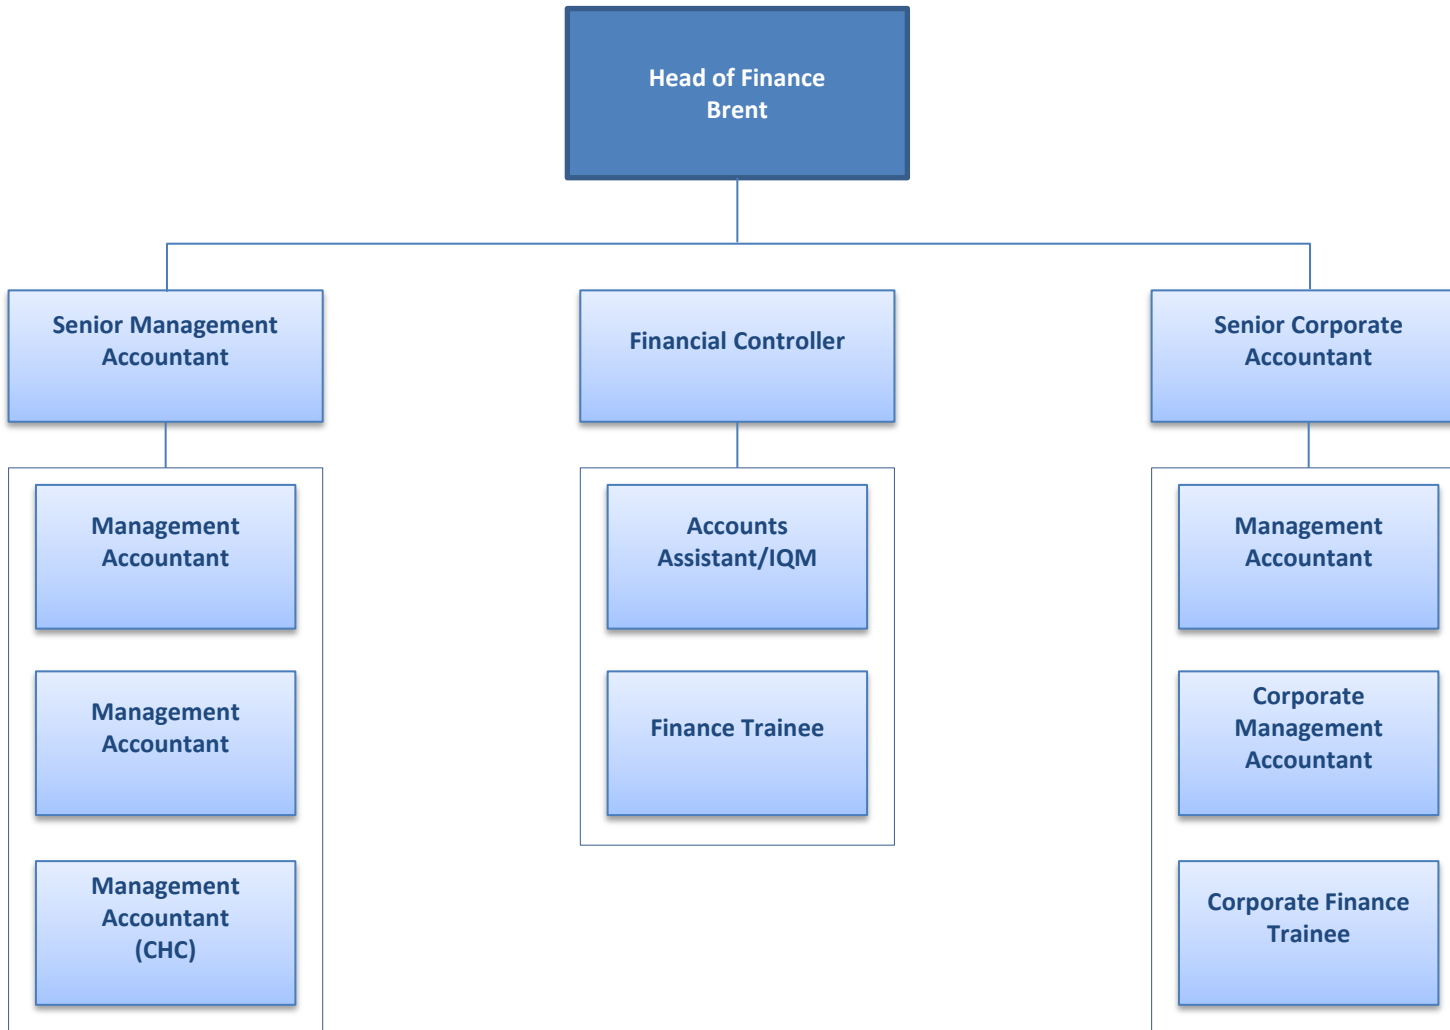 Head of Finance
Brent
Senior Management
Accountant
Financial Controller
Senior Corporate
Accountant
Management
Accountant
Management
Accountant
Management
Accountant
(CHC)
Accounts
Assistant/IQM
Finance Trainee
Management
Accountant
Corporate
Management
Accountant
Corporate Finance
Trainee